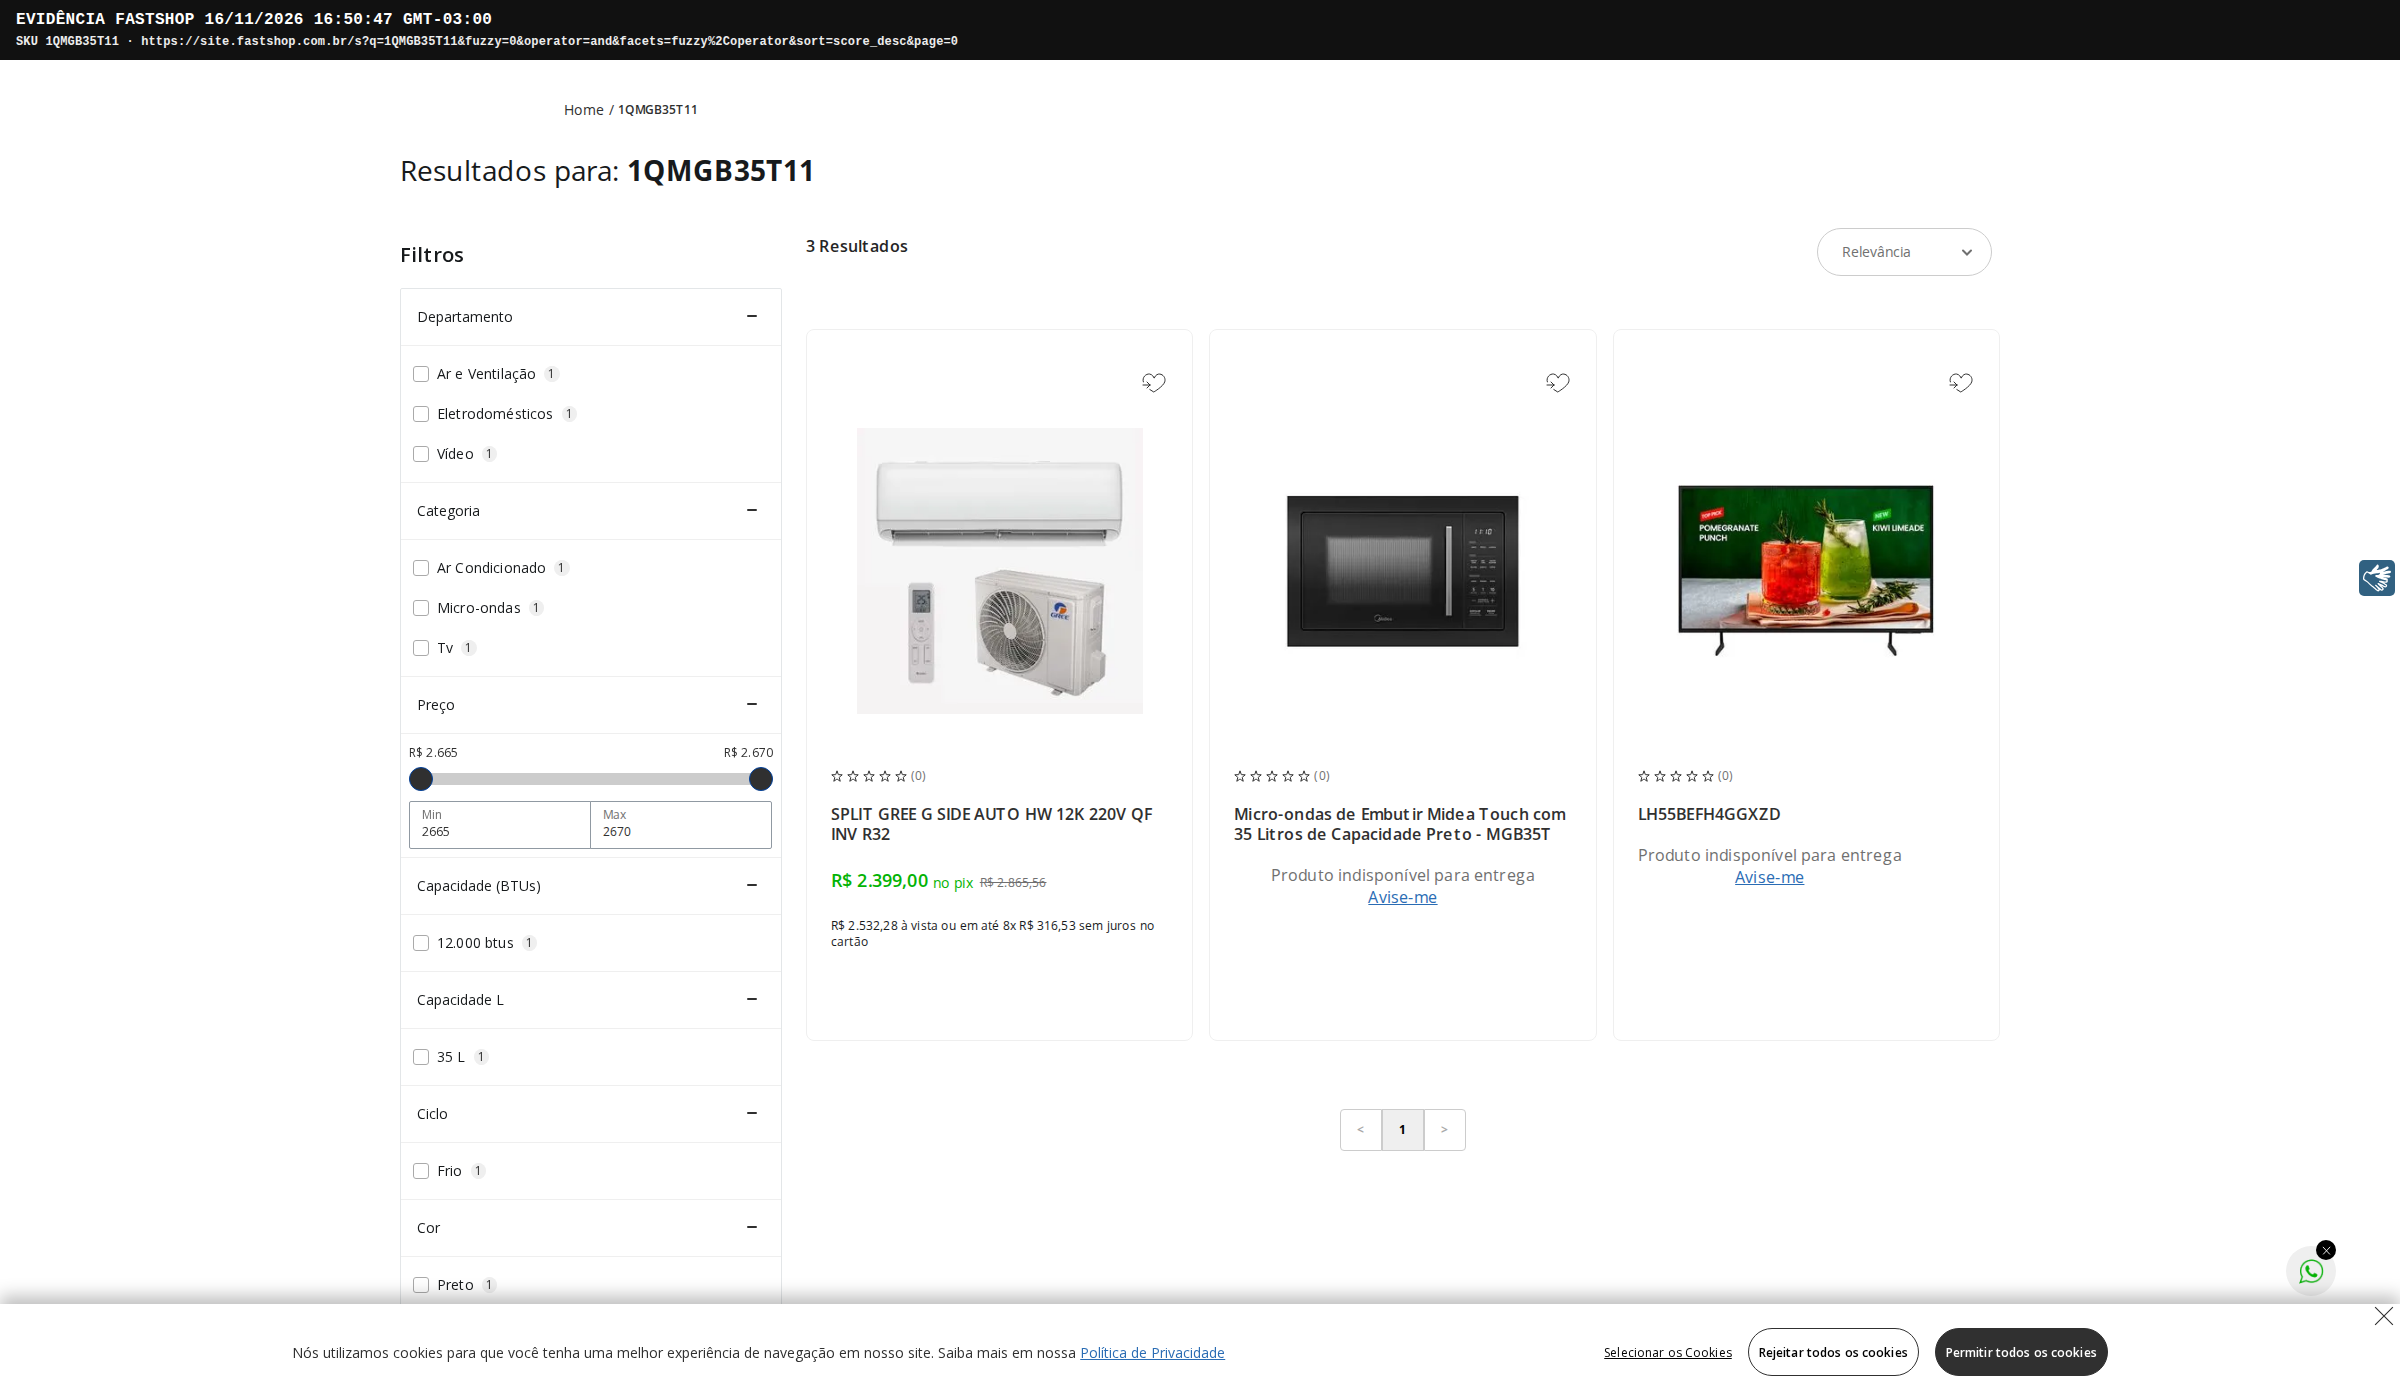 EVIDÊNCIA FASTSHOP 16/11/2026 16:50:47 GMT-03:00
SKU 1QMGB35T11 · https://site.fastshop.com.br/s?q=1QMGB35T11&fuzzy=0&operator=and&facets=fuzzy%2Coperator&sort=score_desc&page=0
Home / 1QMGB35T11
Resultados para: 1QMGB35T11
Filtros
3 Resultados
Relevância
Departamento
Ar e Ventilação 1
Eletrodomésticos 1
Vídeo 1
Categoria
Ar Condicionado 1
Micro-ondas 1
Tv 1
Preço
R$ 2.665 R$ 2.670
Min
2665
Max
2670
Capacidade (BTUs)
12.000 btus 1
Capacidade L
35 L 1
Ciclo
Frio 1
Cor
Preto 1
GREE
(0)
SPLIT GREE G SIDE AUTO HW 12K 220V QF
INV R32
R$ 2.399,00 no pix R$ 2.865,56
R$ 2.532,28 à vista ou em até 8x R$ 316,53 sem juros no
cartão
11:10
Midea
(0)
Micro-ondas de Embutir Midea Touch com
35 Litros de Capacidade Preto - MGB35T
Produto indisponível para entrega
Avise-me
TOP PICK
POMEGRANATE
PUNCH
NEW
KIWI LIMEADE
(0)
LH55BEFH4GGXZD
Produto indisponível para entrega
Avise-me
< 1 >
Nós utilizamos cookies para que você tenha uma melhor experiência de navegação em nosso site. Saiba mais em nossa Política de Privacidade
Selecionar os Cookies
Rejeitar todos os cookies
Permitir todos os cookies